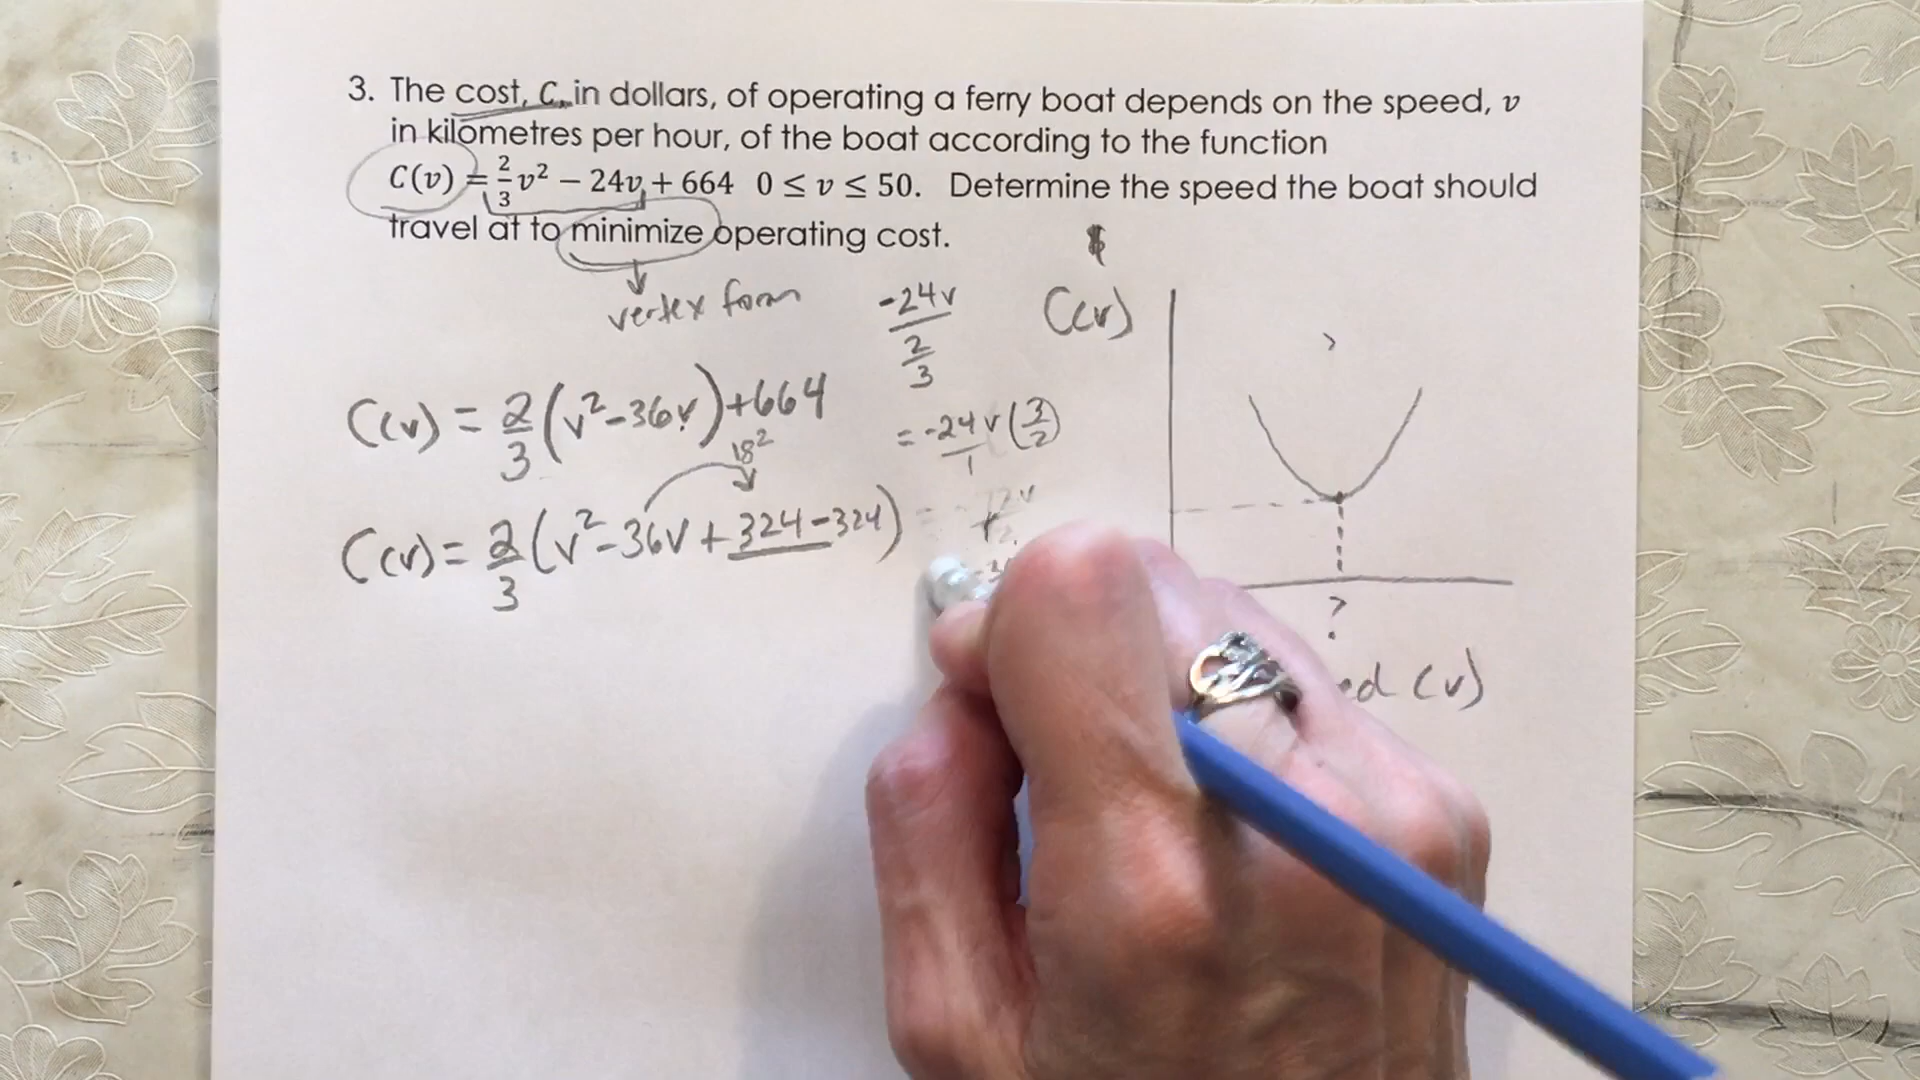 3. The cost, C, in dollars, of operating a ferry boat depends on the speed, v
in kilometres per hour, of the boat according to the function
C(v) = 2/3 v² − 24v + 664 0 ≤ v ≤ 50. Determine the speed the boat should
travel at to minimize operating cost.
$
vertex form
-24v
2/3
C(v)
?
C(v) = 2/3 (v² - 36v) + 664
= -24v/1 (3/2)
18²
C(v) = 2/3 (v² - 36v + 324 - 324)
?
(v)